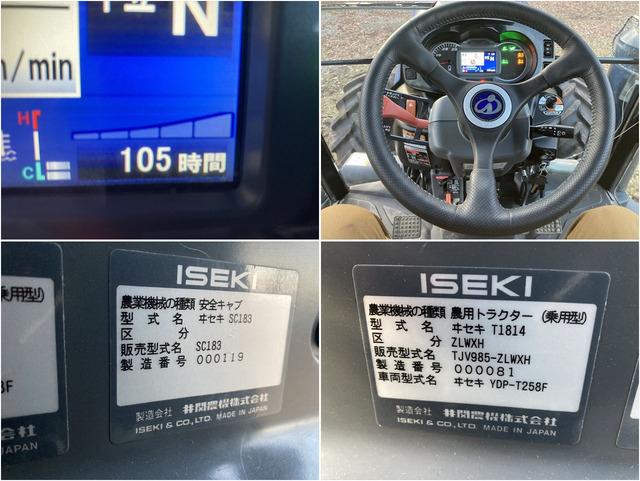 N
n/min
H
C
105時間
ISEKI
農業機械の種類 安全キャブ
型式名 ヰセキ SC183
区分
販売型式名 SC183
製造番号 000119
製造会社 井関農機株式会社
ISEKI & CO., LTD. MADE IN JAPAN
ISEKI
農業機械の種類 農用トラクター(乗用型)
型式名 ヰセキ T1814
区分 ZLWXH
販売型式名 TJV985-ZLWXH
製造番号 000081
車両型式名 ヰセキ YDP-T258F
製造会社 井関農機株式会社
ISEKI & CO., LTD. MADE IN JAPAN